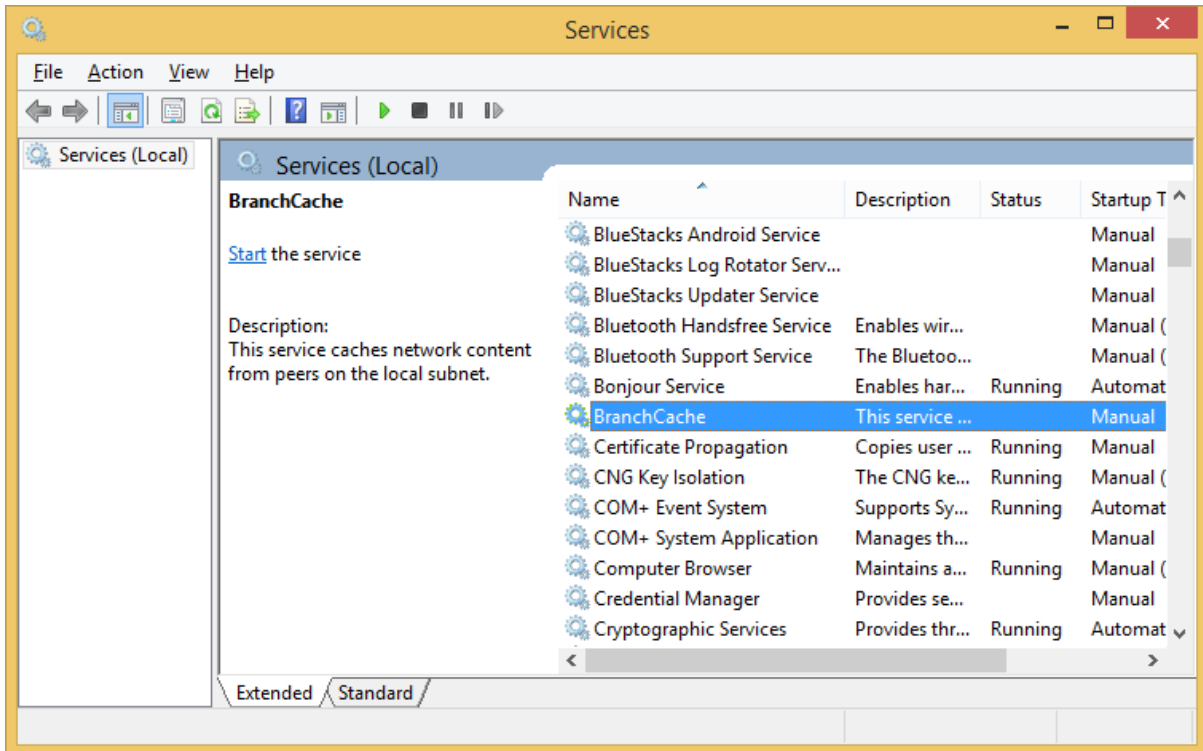 Services
File Action View Help
Services (Local)
Services (Local)
BranchCache
Start the service
Description:
This service caches network content
from peers on the local subnet.
Name Description Status Startup T
BlueStacks Android Service Manual
BlueStacks Log Rotator Serv... Manual
BlueStacks Updater Service Manual
Bluetooth Handsfree Service Enables wir... Manual (
Bluetooth Support Service The Bluetoo... Manual (
Bonjour Service Enables har... Running Automat
BranchCache This service ... Manual
Certificate Propagation Copies user ... Running Manual
CNG Key Isolation The CNG ke... Running Manual (
COM+ Event System Supports Sy... Running Automat
COM+ System Application Manages th... Manual
Computer Browser Maintains a... Running Manual (
Credential Manager Provides se... Manual
Cryptographic Services Provides thr... Running Automat
Extended Standard